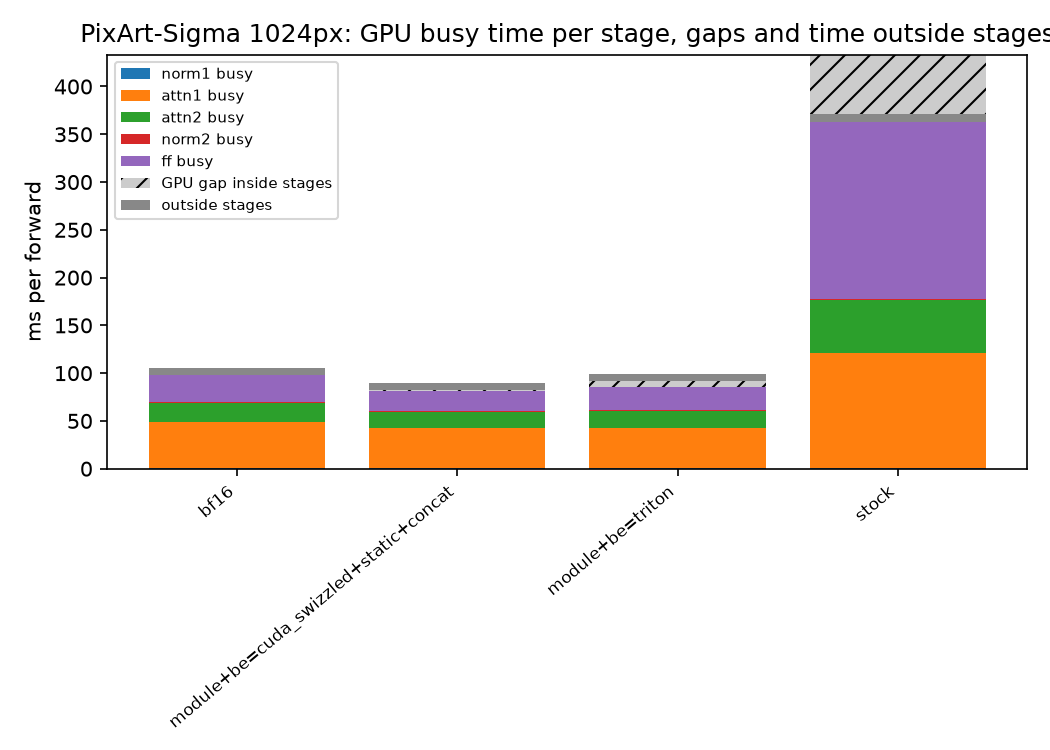 PixArt-Sigma 1024px: GPU busy time per stage, gaps and time outside stages
norm1 busy
attn1 busy
attn2 busy
norm2 busy
ff busy
GPU gap inside stages
outside stages
ms per forward
400
350
300
250
200
150
100
50
0
bf16
module+be=cuda_swizzled+static+concat
module+be=triton
stock